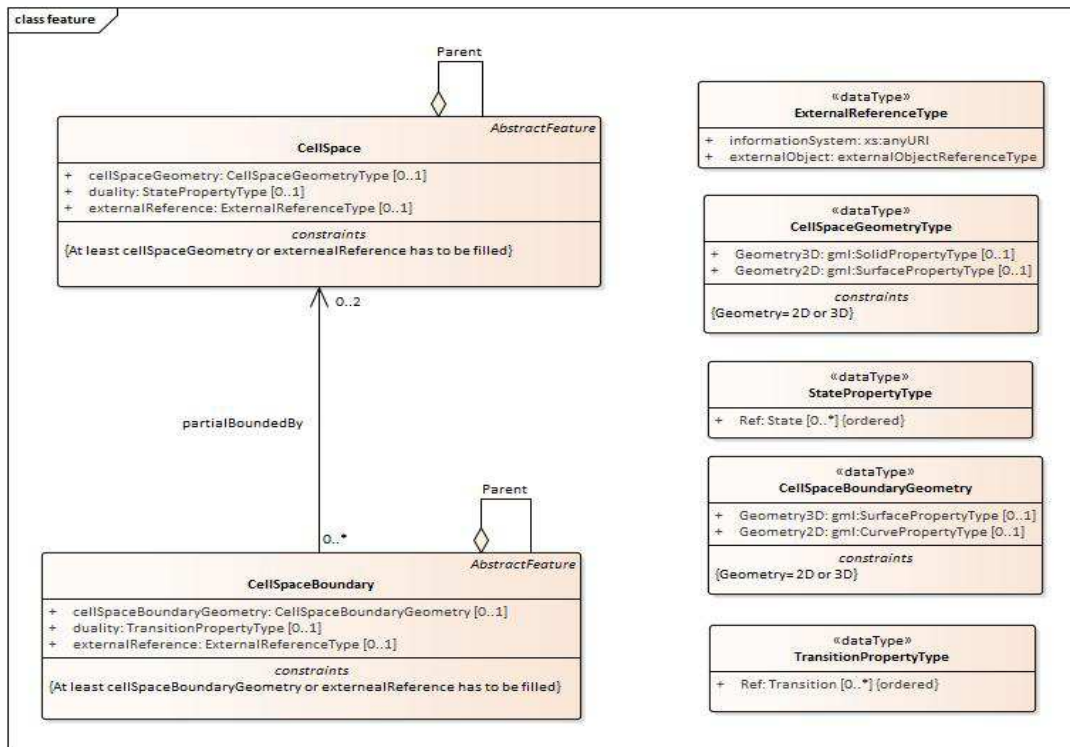 class feature
Parent
AbstractFeature
CellSpace
+ cellSpaceGeometry: CellSpaceGeometryType [0..1]
+ duality: StatePropertyType [0..1]
+ externalReference: ExternalReferenceType [0..1]
constraints
{At least cellSpaceGeometry or externealReference has to be filled}
0..2
partialBoundedBy
0..*
Parent
AbstractFeature
CellSpaceBoundary
+ cellSpaceBoundaryGeometry: CellSpaceBoundaryGeometry [0..1]
+ duality: TransitionPropertyType [0..1]
+ externalReference: ExternalReferenceType [0..1]
constraints
{At least cellSpaceBoundaryGeometry or externealReference has to be filled}
«dataType»
ExternalReferenceType
+ informationSystem: xs:anyURI
+ externalObject: externalObjectReferenceType
«dataType»
CellSpaceGeometryType
+ Geometry3D: gml:SolidPropertyType [0..1]
+ Geometry2D: gml:SurfacePropertyType [0..1]
constraints
{Geometry= 2D or 3D}
«dataType»
StatePropertyType
+ Ref: State [0..*] {ordered}
«dataType»
CellSpaceBoundaryGeometry
+ Geometry3D: gml:SurfacePropertyType [0..1]
+ Geometry2D: gml:CurvePropertyType [0..1]
constraints
{Geometry= 2D or 3D}
«dataType»
TransitionPropertyType
+ Ref: Transition [0..*] {ordered}